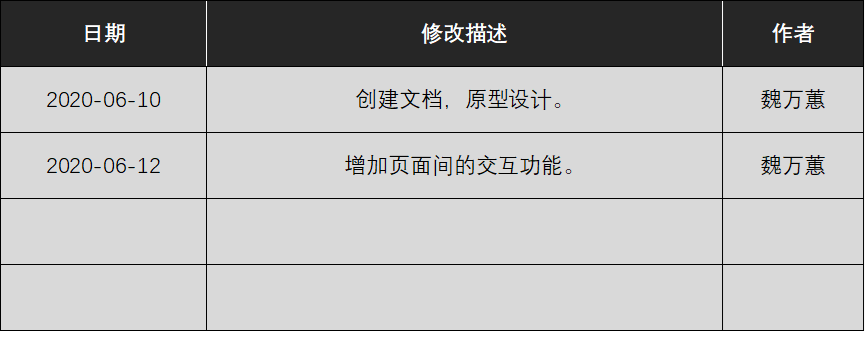 日期 修改描述 作者
2020-06-10 创建文档，原型设计。 魏万蕙
2020-06-12 增加页面间的交互功能。 魏万蕙